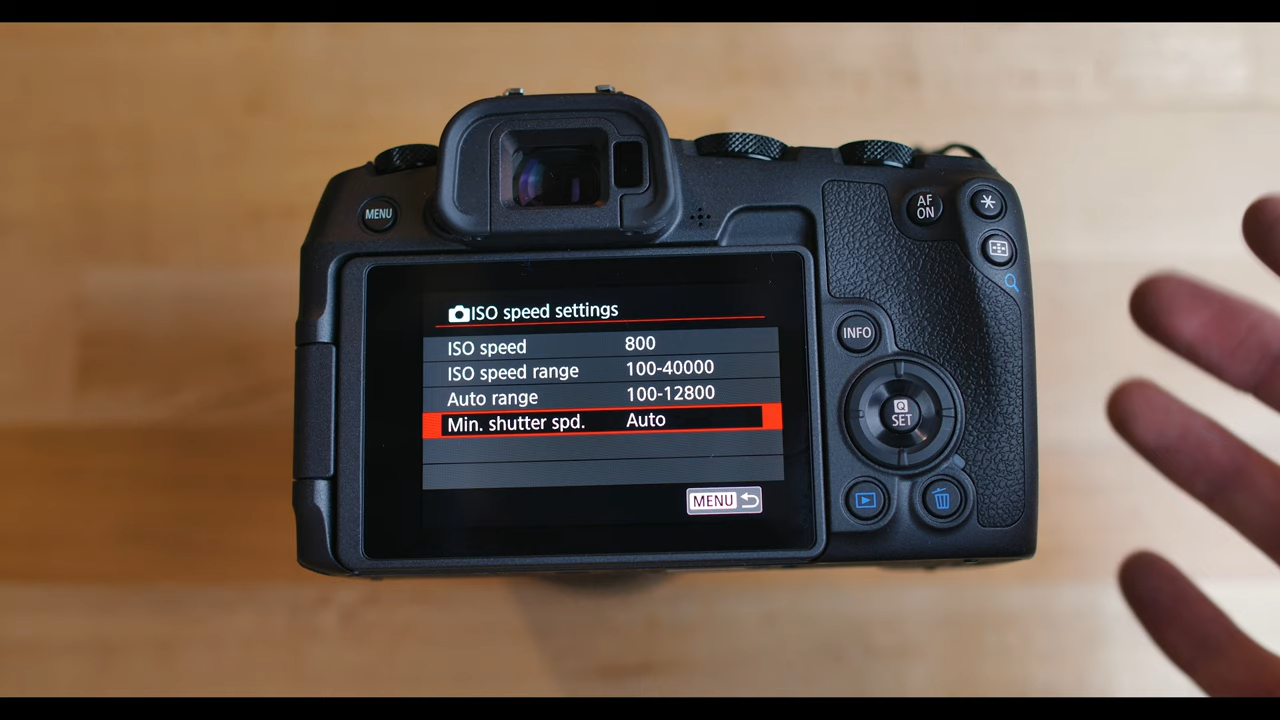 MENU
AF
ON
ISO speed settings
ISO speed 800
ISO speed range 100-40000
Auto range 100-12800
Min. shutter spd. Auto
MENU
INFO
Q
SET